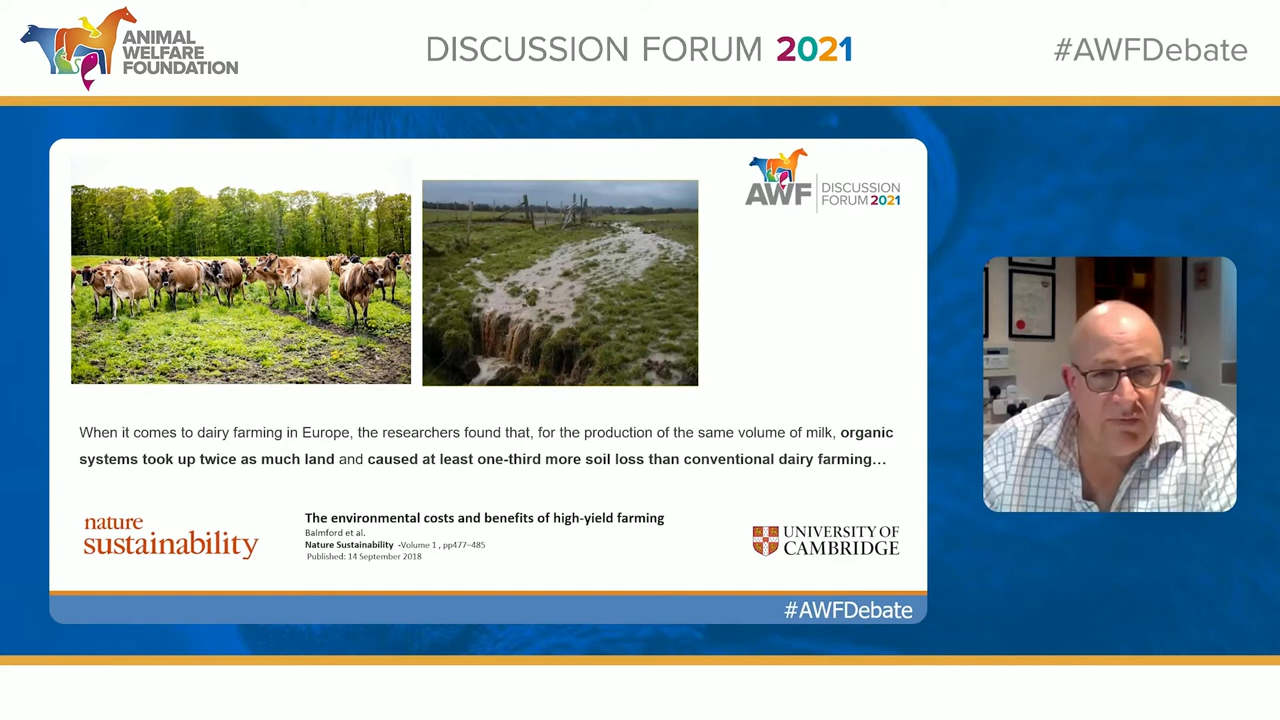 ANIMAL
WELFARE
FOUNDATION
DISCUSSION FORUM 2021
#AWFDebate
AWF
DISCUSSION
FORUM 2021
When it comes to dairy farming in Europe, the researchers found that, for the production of the same volume of milk, organic
systems took up twice as much land and caused at least one-third more soil loss than conventional dairy farming…
nature
sustainability
The environmental costs and benefits of high-yield farming
Balmford et al.
Nature Sustainability -Volume 1 , pp477–485
Published: 14 September 2018
UNIVERSITY OF
CAMBRIDGE
#AWFDebate